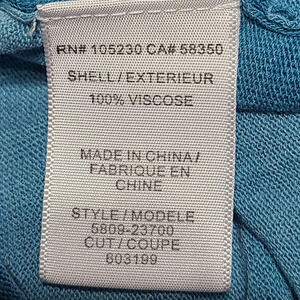 RN# 105230 CA# 58350
SHELL / EXTERIEUR
100% VISCOSE
MADE IN CHINA /
FABRIQUE EN
CHINE
STYLE / MODELE
5809-23700
CUT / COUPE
603199